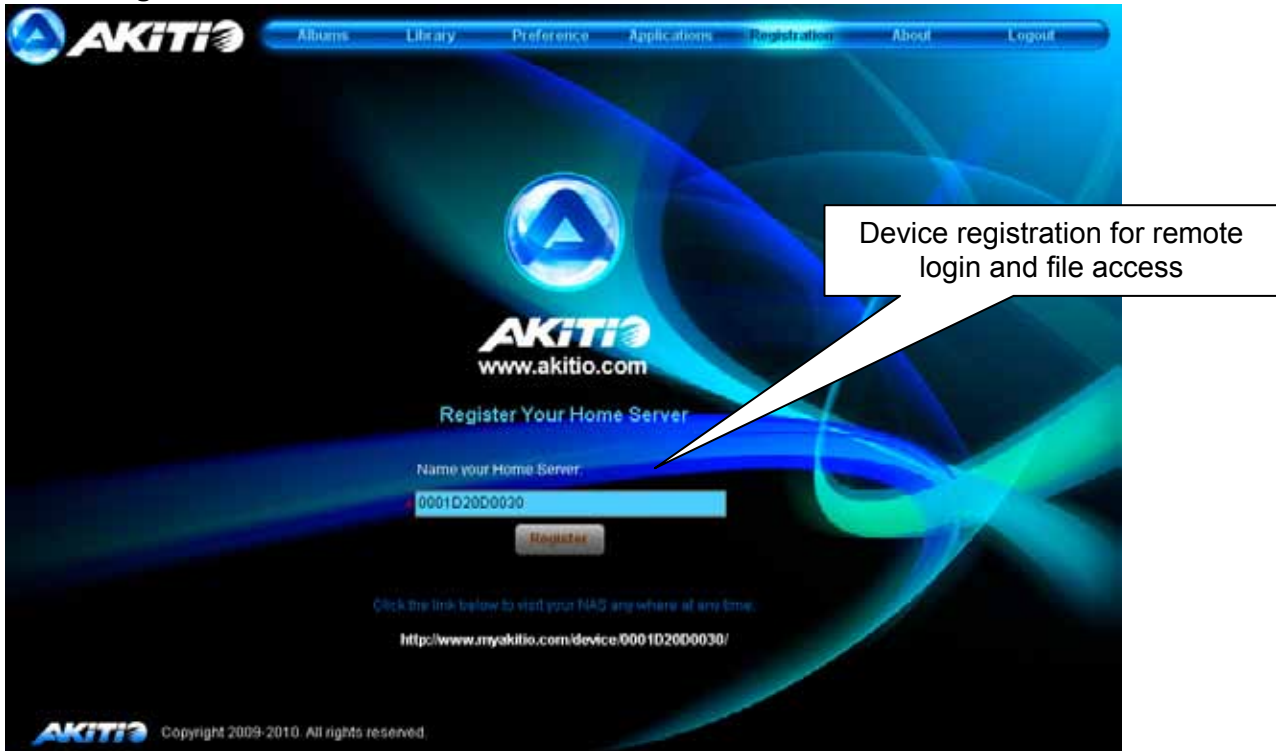 AKiTiO
Albums Library Preference Applications Registration About Logout
Device registration for remote
login and file access
AKiTiO
www.akitio.com
Register Your Home Server
Name your Home Server:
* 0001D20D0030
Register
Click the link below to visit your NAS any where at any time.
http://www.myakitio.com/device/0001D20D0030/
AKiTiO Copyright 2009-2010. All rights reserved.